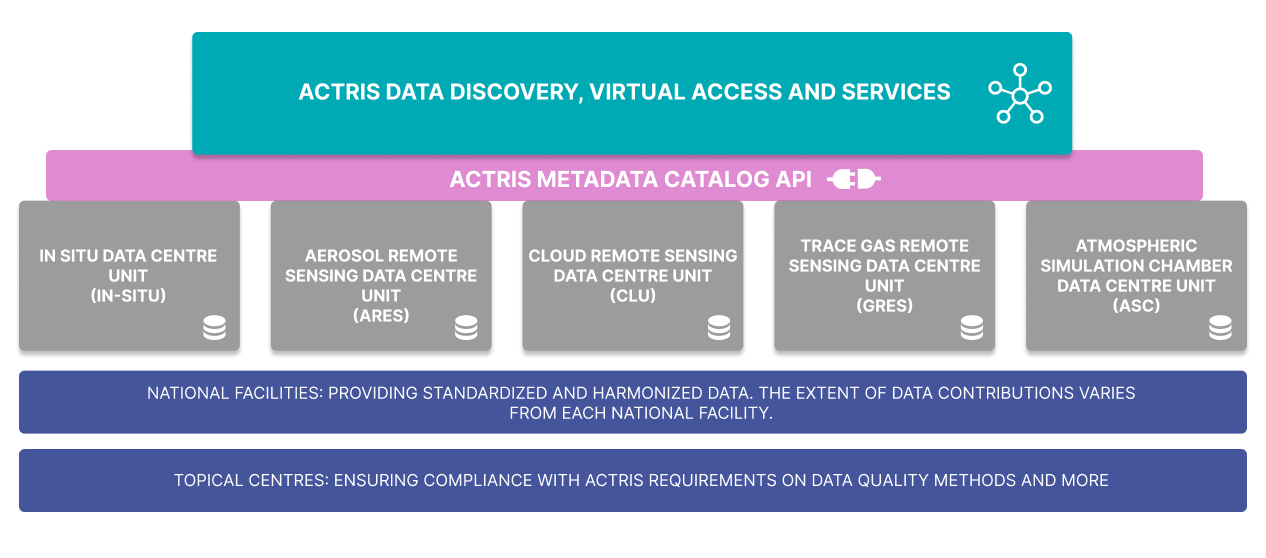 ACTRIS DATA DISCOVERY, VIRTUAL ACCESS AND SERVICES
ACTRIS METADATA CATALOG API
IN SITU DATA CENTRE
UNIT
(IN-SITU)
AEROSOL REMOTE
SENSING DATA CENTRE
UNIT
(ARES)
CLOUD REMOTE SENSING
DATA CENTRE UNIT
(CLU)
TRACE GAS REMOTE
SENSING DATA CENTRE
UNIT
(GRES)
ATMOSPHERIC
SIMULATION CHAMBER
DATA CENTRE UNIT
(ASC)
NATIONAL FACILITIES: PROVIDING STANDARDIZED AND HARMONIZED DATA. THE EXTENT OF DATA CONTRIBUTIONS VARIES
FROM EACH NATIONAL FACILITY.
TOPICAL CENTRES: ENSURING COMPLIANCE WITH ACTRIS REQUIREMENTS ON DATA QUALITY METHODS AND MORE